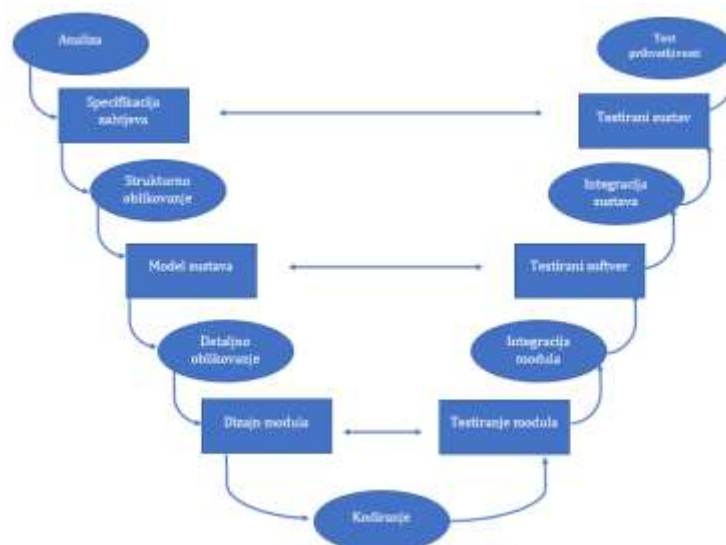 Analiza
Test
prihvatljivosti
Specifikacija
zahtjeva
Testirani sustav
Strukturno
oblikovanje
Integracija
sustava
Model sustava
Testirani softver
Detaljno
oblikovanje
Integracija
modula
Dizajn modula
Testiranje modula
Kodiranje